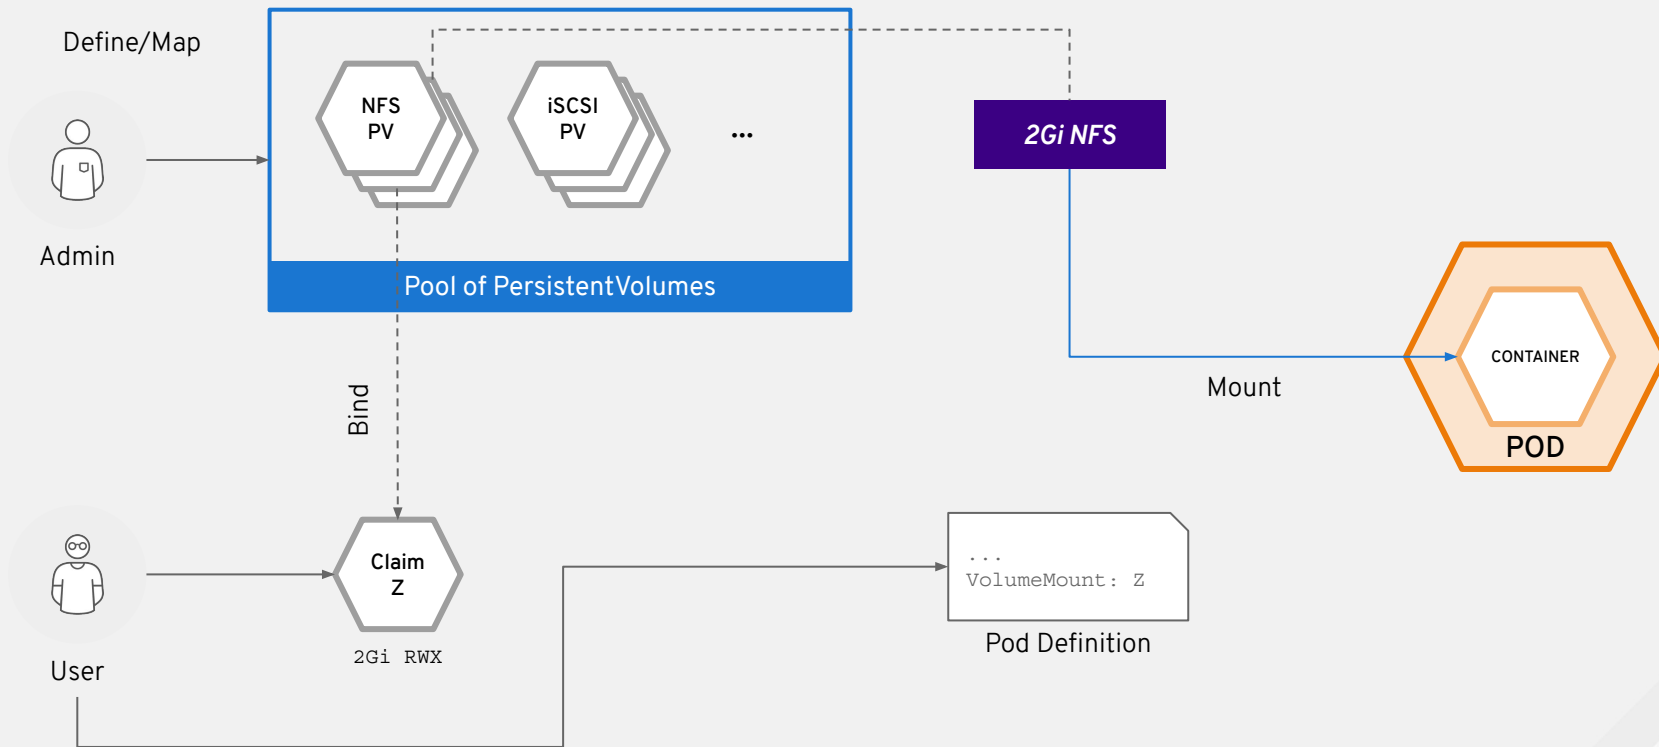 Define/Map
NFS
PV
iSCSI
PV
...
2Gi NFS
Admin
Pool of PersistentVolumes
CONTAINER
POD
Mount
Bind
Claim
Z
2Gi RWX
User
...
VolumeMount: Z
Pod Definition